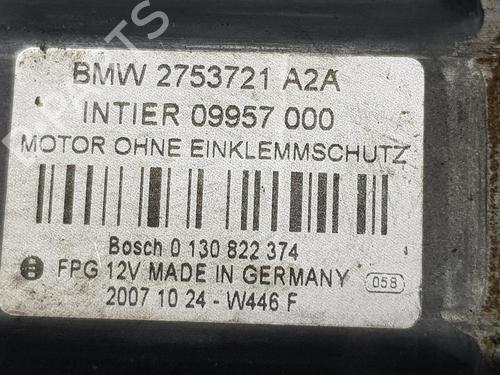 BMW 2753721 A2A
INTIER 09957 000
MOTOR OHNE EINKLEMMSCHUTZ
Bosch 0 130 822 374
FPG 12V MADE IN GERMANY
058
2007 10 24 - W446 F